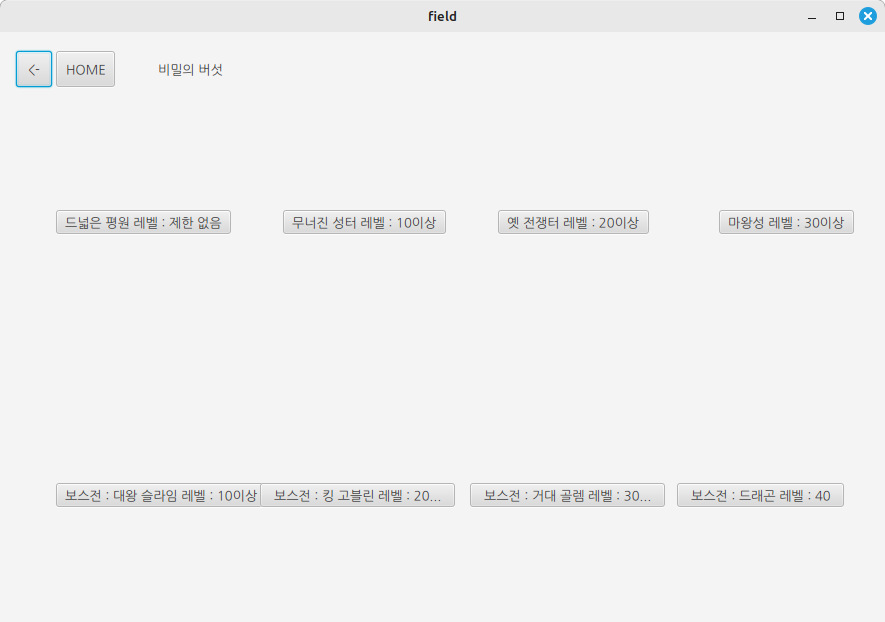 field
<- HOME 비밀의 버섯
드넓은 평원 레벨 : 제한 없음 무너진 성터 레벨 : 10이상 옛 전쟁터 레벨 : 20이상 마왕성 레벨 : 30이상
보스전 : 대왕 슬라임 레벨 : 10이상 보스전 : 킹 고블린 레벨 : 20... 보스전 : 거대 골렘 레벨 : 30... 보스전 : 드래곤 레벨 : 40